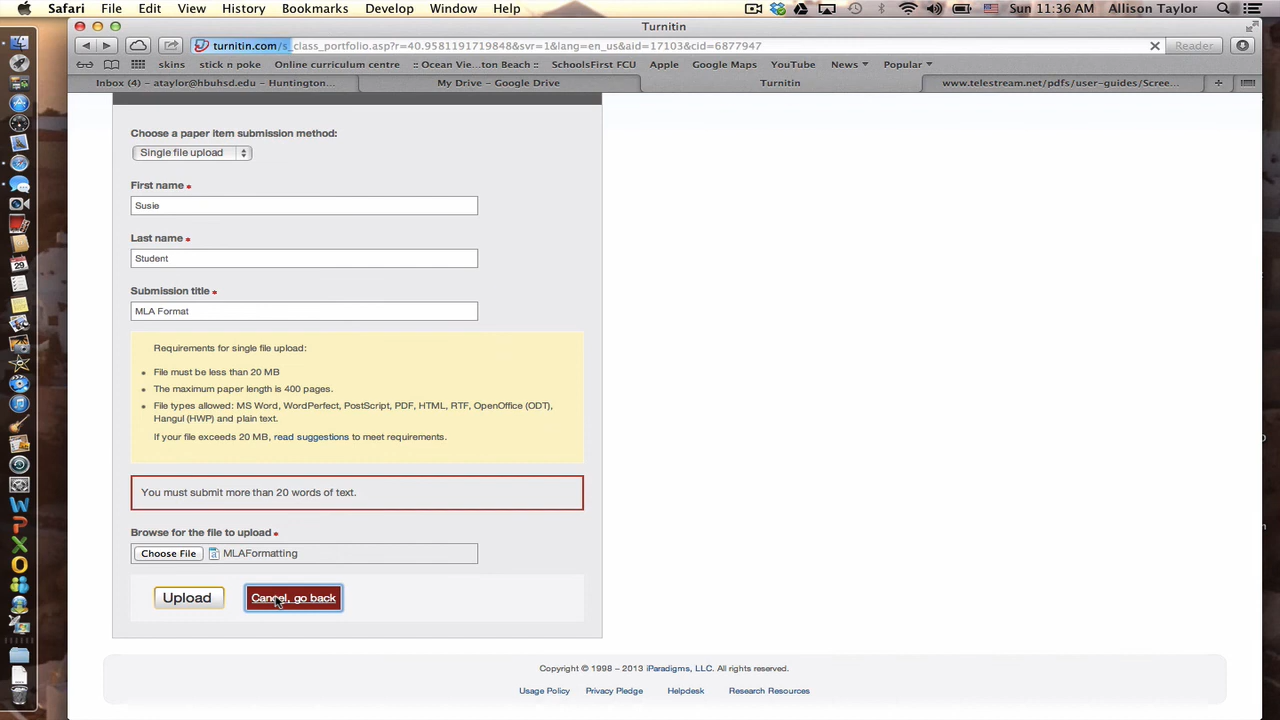 Safari File Edit View History Bookmarks Develop Window Help Sun 11:36 AM Allison Taylor
Turnitin
turnitin.com/s_class_portfolio.asp?r=40.9581191719848&svr=1&lang=en_us&aid=17103&cid=6877947 Reader
skins stick n poke Online curriculum centre :: Ocean View...ton Beach :: SchoolsFirst FCU Apple Google Maps YouTube News Popular
Inbox (4) – ataylor@hbuhsd.edu – Huntington... My Drive – Google Drive Turnitin www.telestream.net/pdfs/user-guides/Scree...
Choose a paper item submission method:
Single file upload
First name *
Susie
Last name *
Student
Submission title *
MLA Format
Requirements for single file upload:
• File must be less than 20 MB
• The maximum paper length is 400 pages.
• File types allowed: MS Word, WordPerfect, PostScript, PDF, HTML, RTF, OpenOffice (ODT),
Hangul (HWP) and plain text.
If your file exceeds 20 MB, read suggestions to meet requirements.
You must submit more than 20 words of text.
Browse for the file to upload *
Choose File MLAFormatting
Upload Cancel, go back
Copyright © 1998 – 2013 iParadigms, LLC. All rights reserved.
Usage Policy Privacy Pledge Helpdesk Research Resources